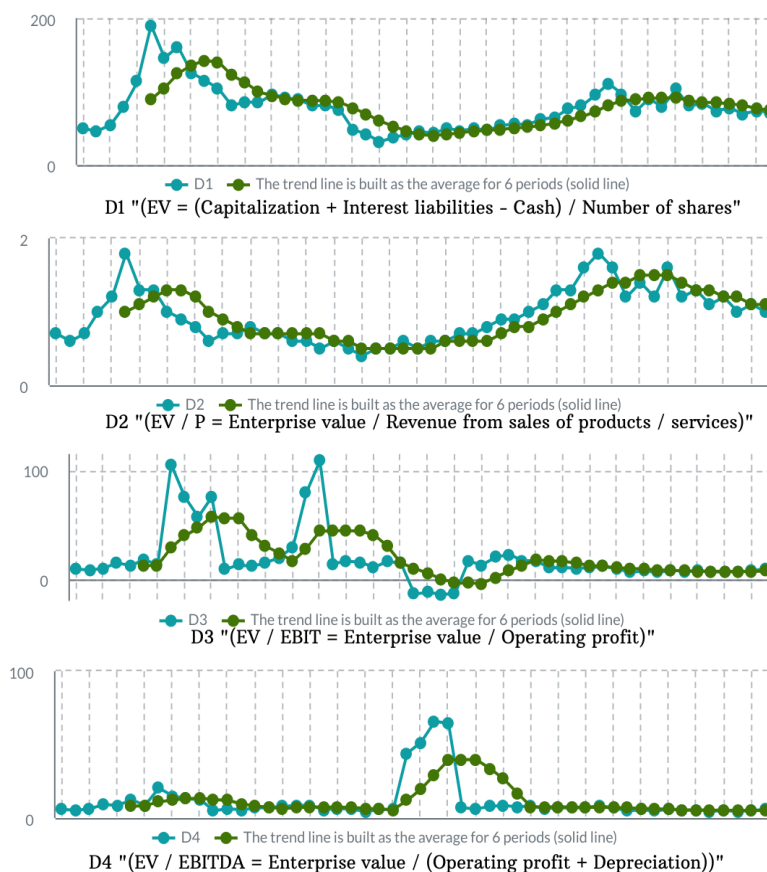 200
0
D1 The trend line is built as the average for 6 periods (solid line)
D1 "(EV = (Capitalization + Interest liabilities - Cash) / Number of shares"
2
0
D2 The trend line is built as the average for 6 periods (solid line)
D2 "(EV / P = Enterprise value / Revenue from sales of products / services)"
100
0
D3 The trend line is built as the average for 6 periods (solid line)
D3 "(EV / EBIT = Enterprise value / Operating profit)"
100
0
D4 The trend line is built as the average for 6 periods (solid line)
D4 "(EV / EBITDA = Enterprise value / (Operating profit + Depreciation))"